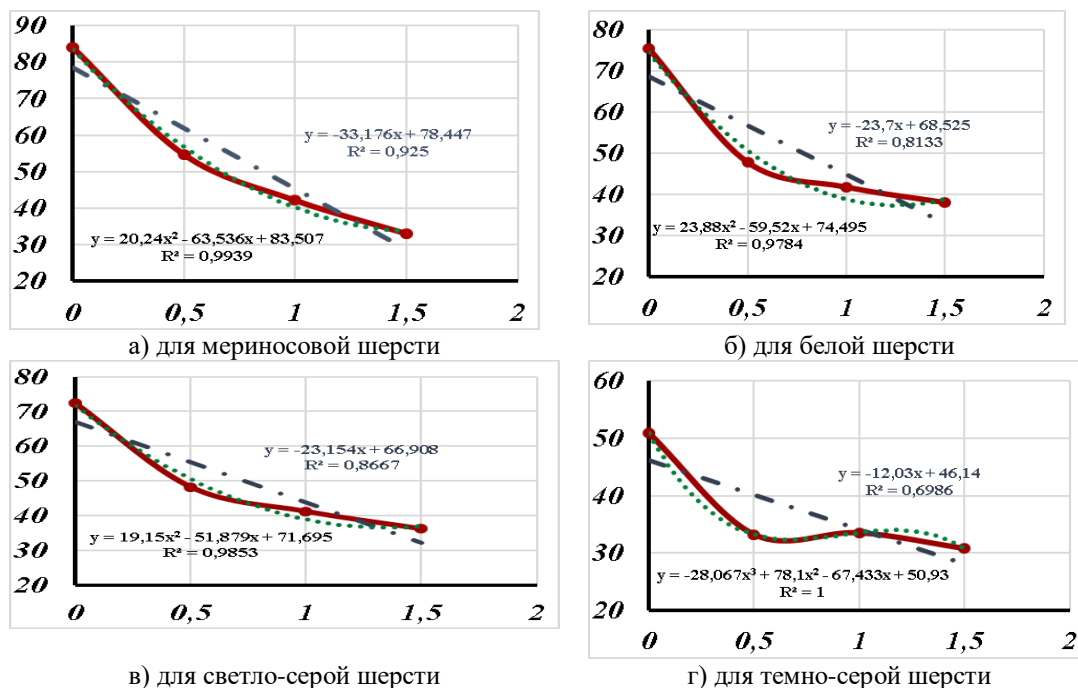 90
80
70
60
50
40
30
20
0
0,5
1
1,5
2
y = -33,176x + 78,447
R² = 0,925
y = 20,24x² - 63,536x + 83,507
R² = 0,9939
а) для мериносовой шерсти
80
70
60
50
40
30
20
0
0,5
1
1,5
2
y = -23,7x + 68,525
R² = 0,8133
y = 23,88x² - 59,52x + 74,495
R² = 0,9784
б) для белой шерсти
80
70
60
50
40
30
20
0
0,5
1
1,5
2
y = -23,154x + 66,908
R² = 0,8667
y = 19,15x² - 51,879x + 71,695
R² = 0,9853
в) для светло-серой шерсти
60
50
40
30
20
0
0,5
1
1,5
2
y = -12,03x + 46,14
R² = 0,6986
y = -28,067x³ + 78,1x² - 67,433x + 50,93
R² = 1
г) для темно-серой шерсти